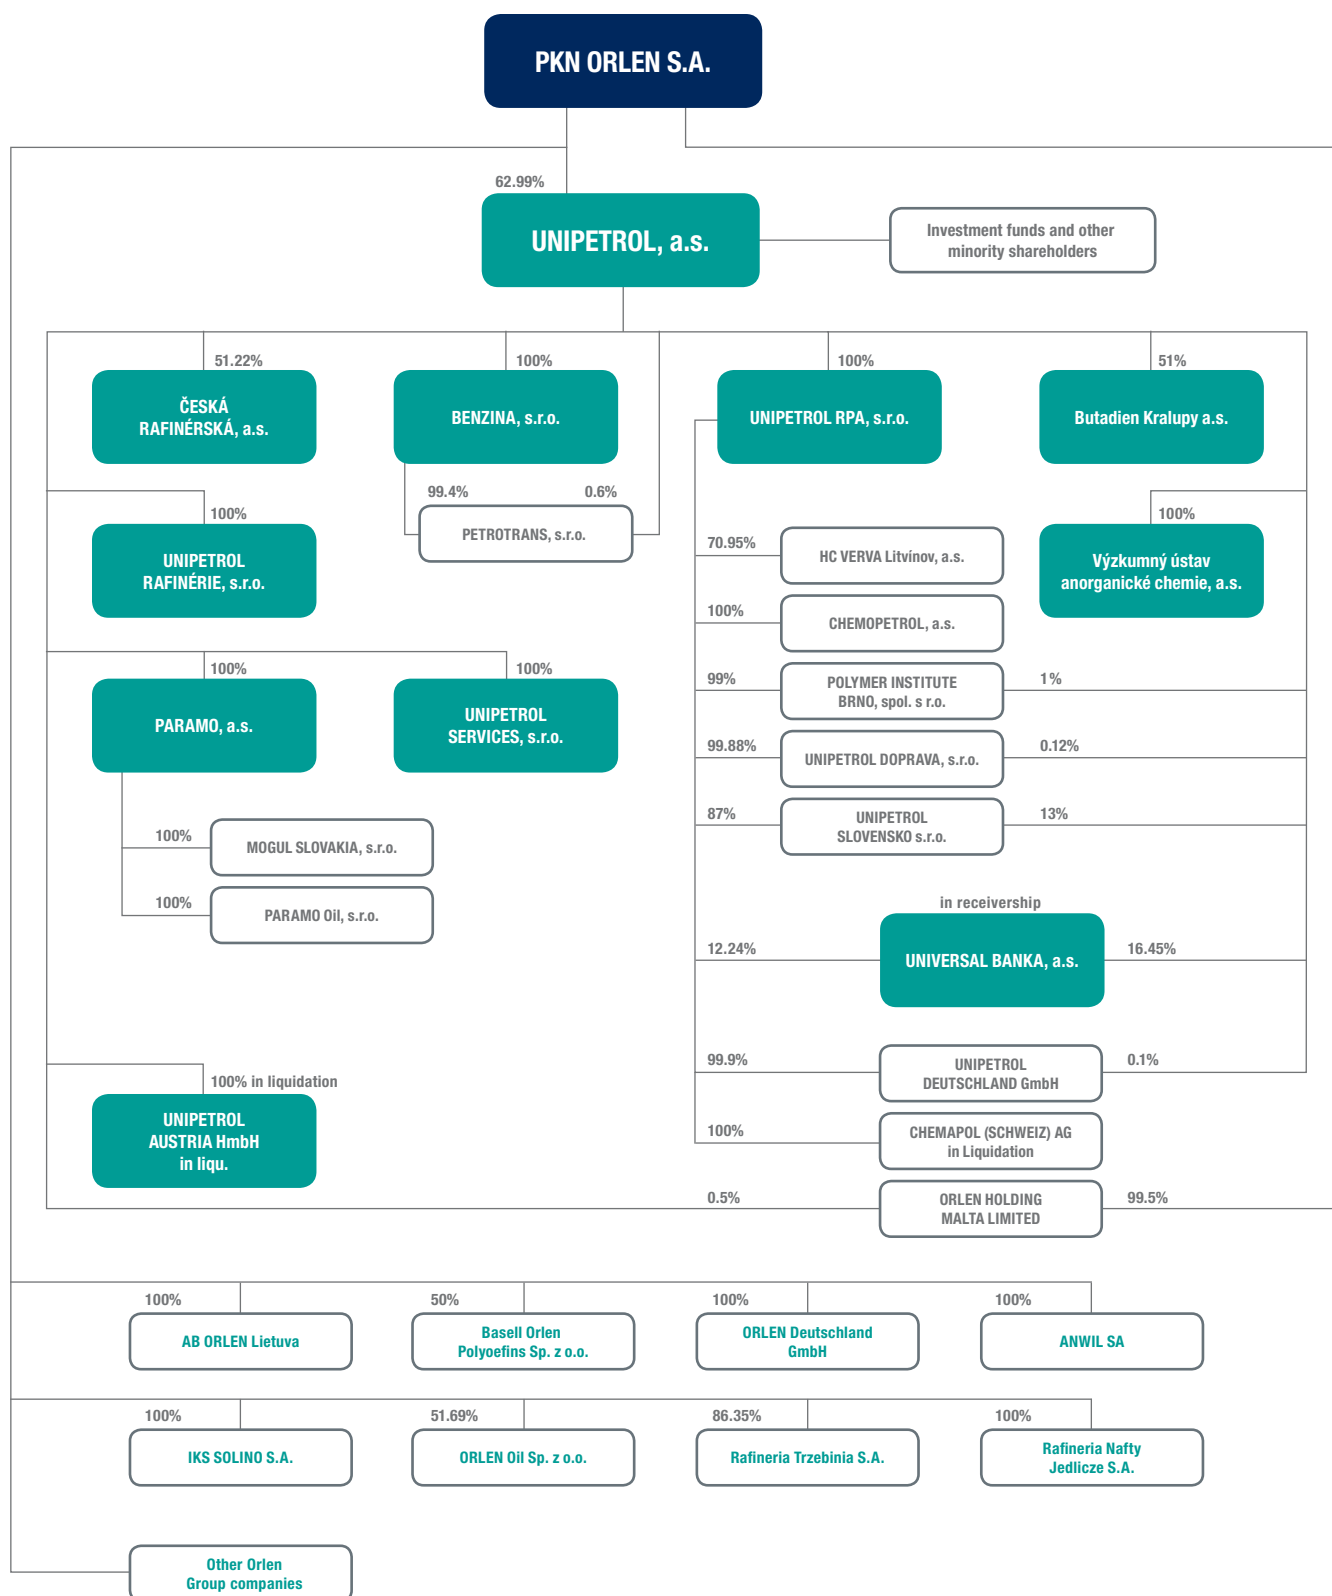 PKN ORLEN S.A.
62.99%
UNIPETROL, a.s.
Investment funds and other
minority shareholders
51.22%
100%
100%
51%
ČESKÁ
RAFINÉRSKÁ, a.s.
BENZINA, s.r.o.
UNIPETROL RPA, s.r.o.
Butadien Kralupy a.s.
99.4%
0.6%
PETROTRANS, s.r.o.
100%
UNIPETROL
RAFINÉRIE, s.r.o.
100%
Výzkumný ústav
anorganické chemie, a.s.
70.95%
HC VERVA Litvínov, a.s.
100%
CHEMOPETROL, a.s.
100%
PARAMO, a.s.
100%
UNIPETROL
SERVICES, s.r.o.
99%
POLYMER INSTITUTE
BRNO, spol. s r.o.
1%
99.88%
UNIPETROL DOPRAVA, s.r.o.
0.12%
87%
UNIPETROL
SLOVENSKO s.r.o.
13%
100%
MOGUL SLOVAKIA, s.r.o.
100%
PARAMO Oil, s.r.o.
in receivership
12.24%
UNIVERSAL BANKA, a.s.
16.45%
99.9%
UNIPETROL
DEUTSCHLAND GmbH
0.1%
100% in liquidation
UNIPETROL
AUSTRIA HmbH
in liqu.
100%
CHEMAPOL (SCHWEIZ) AG
in Liquidation
0.5%
ORLEN HOLDING
MALTA LIMITED
99.5%
100%
50%
100%
100%
AB ORLEN Lietuva
Basell Orlen
Polyoefins Sp. z o.o.
ORLEN Deutschland
GmbH
ANWIL SA
100%
51.69%
86.35%
100%
IKS SOLINO S.A.
ORLEN Oil Sp. z o.o.
Rafineria Trzebinia S.A.
Rafineria Nafty
Jedlicze S.A.
Other Orlen
Group companies